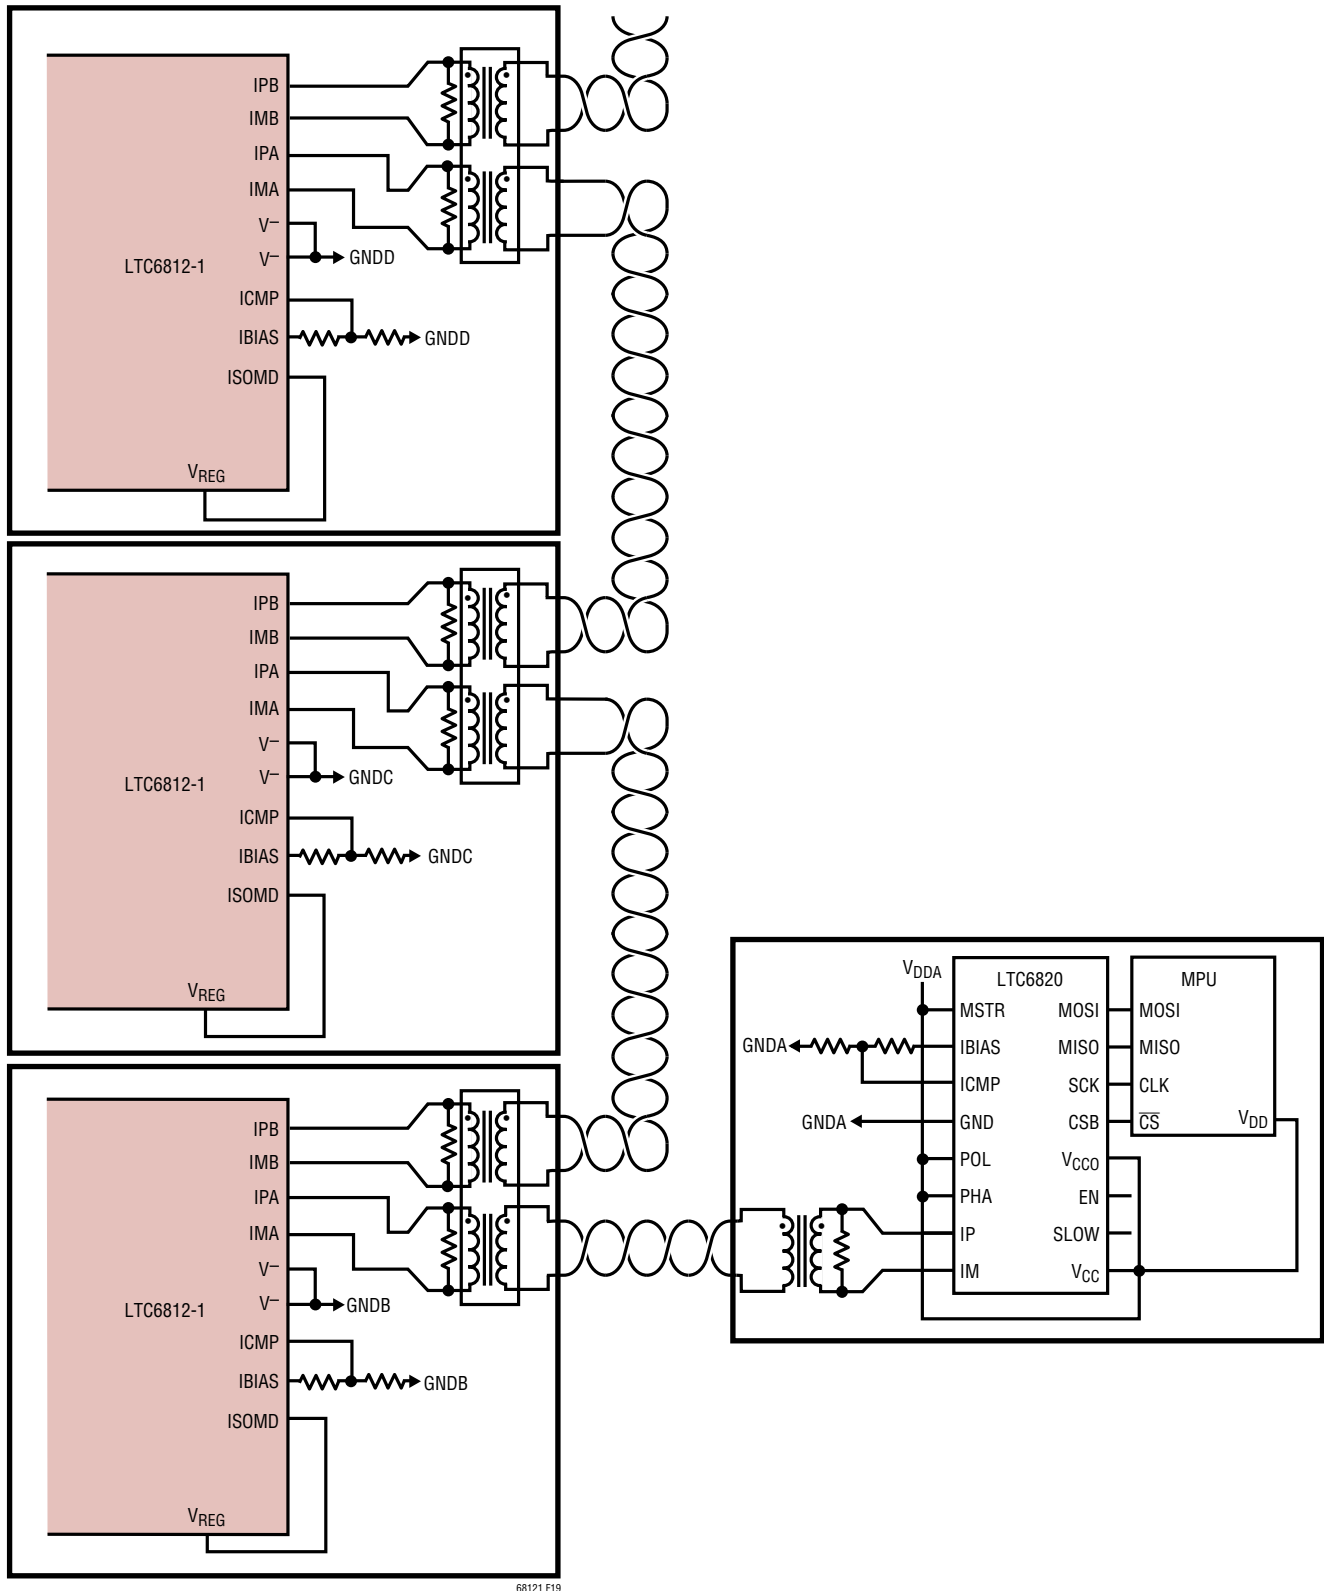 IPB
IMB
IPA
IMA
V–
V–
GNDD
LTC6812-1
ICMP
IBIAS
GNDD
ISOMD
VREG
IPB
IMB
IPA
IMA
V–
V–
GNDC
LTC6812-1
ICMP
IBIAS
GNDC
ISOMD
VREG
IPB
IMB
IPA
IMA
V–
V–
GNDB
LTC6812-1
ICMP
IBIAS
GNDB
ISOMD
VREG
VDDA
LTC6820
MSTR
IBIAS
ICMP
GND
POL
PHA
IP
IM
GNDA
GNDA
MOSI
MISO
SCK
CSB
VCCO
EN
SLOW
VCC
MPU
MOSI
MISO
CLK
CS
VDD
68121 F19